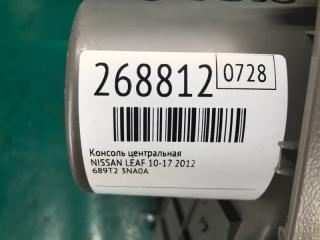 268812 0728
Консоль центральная
NISSAN LEAF 10-17 2012
689T2 3NA0A